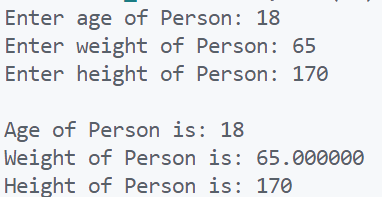 Enter age of Person: 18
Enter weight of Person: 65
Enter height of Person: 170
Age of Person is: 18
Weight of Person is: 65.000000
Height of Person is: 170